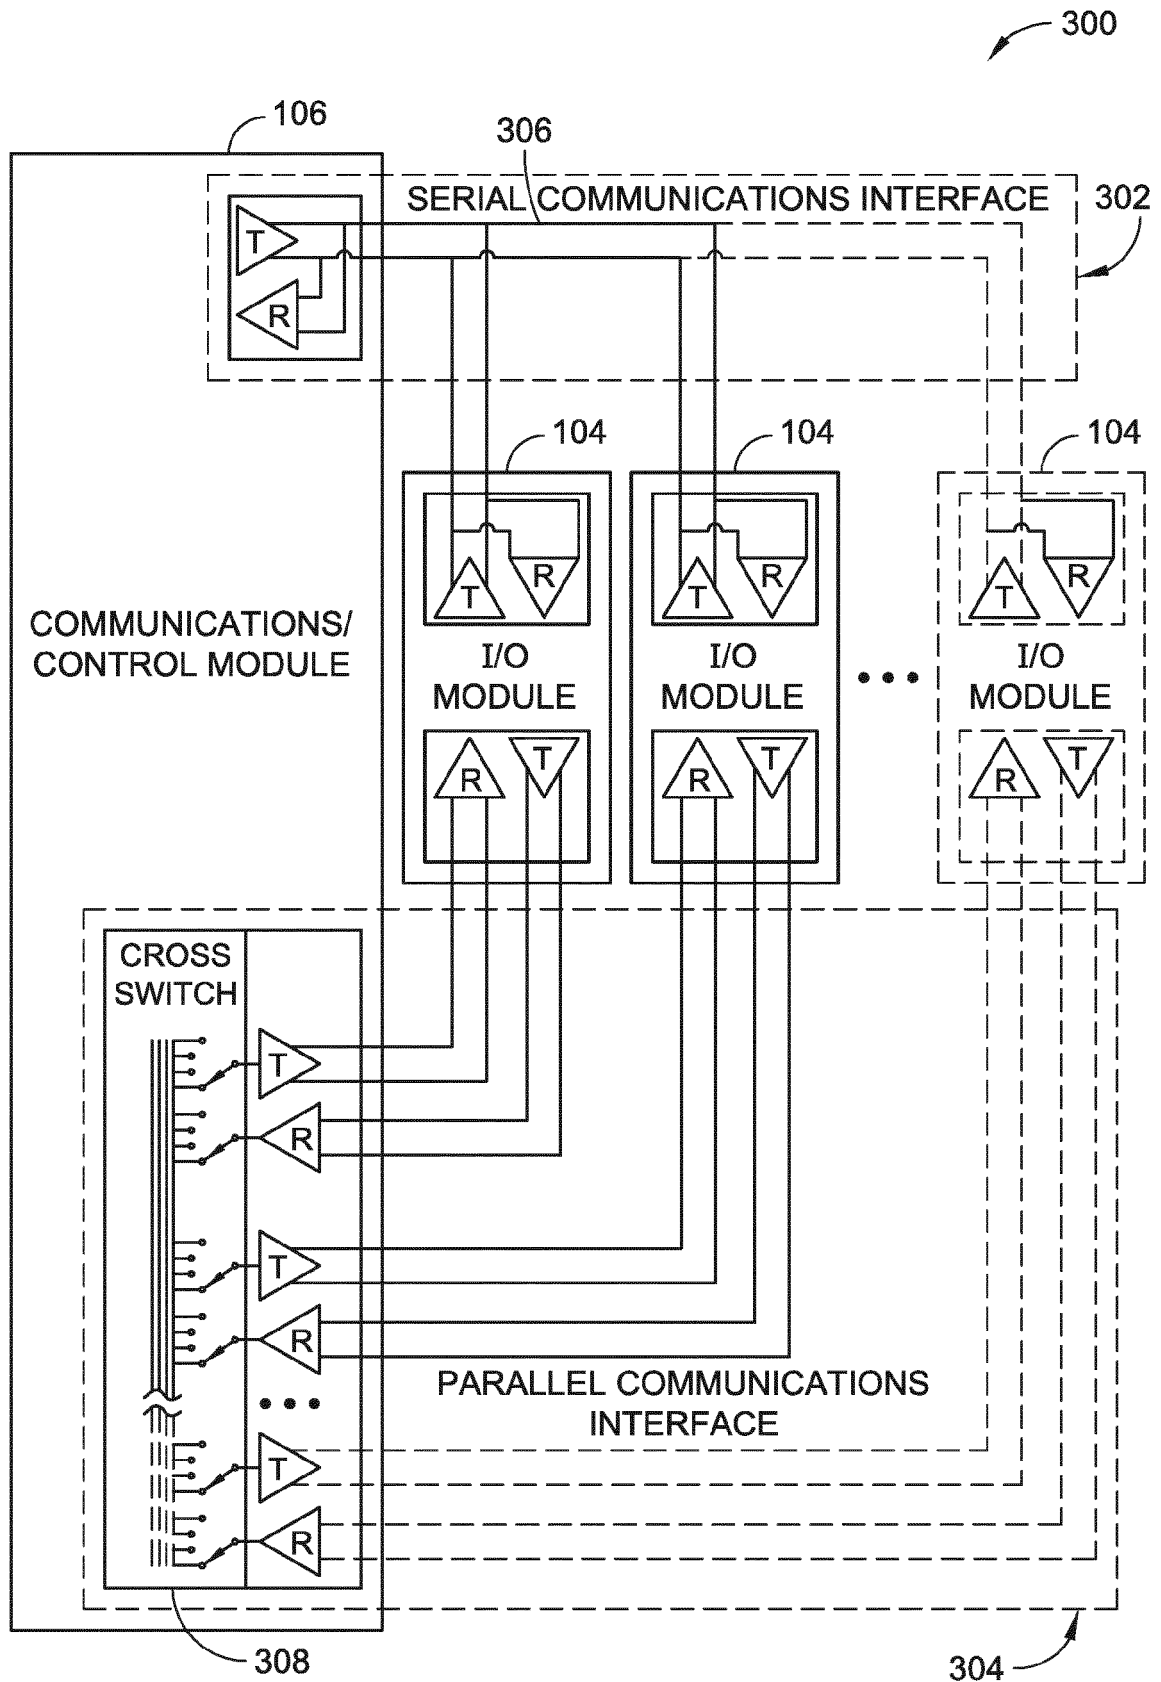 300
106
306
SERIAL COMMUNICATIONS INTERFACE
302
T
R
104
104
104
T
R
T
R
T
R
COMMUNICATIONS/
CONTROL MODULE
I/O
MODULE
I/O
MODULE
I/O
MODULE
R
T
R
T
R
T
CROSS
SWITCH
T
R
T
R
PARALLEL COMMUNICATIONS
INTERFACE
T
R
308
304